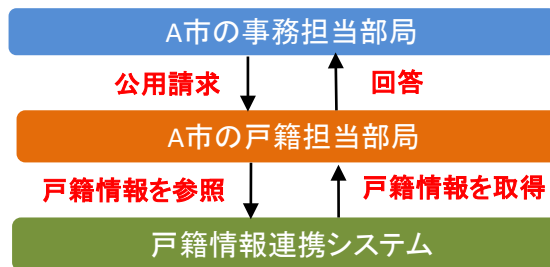 A市の事務担当部局
公用請求
回答
A市の戸籍担当部局
戸籍情報を参照
戸籍情報を取得
戸籍情報連携システム